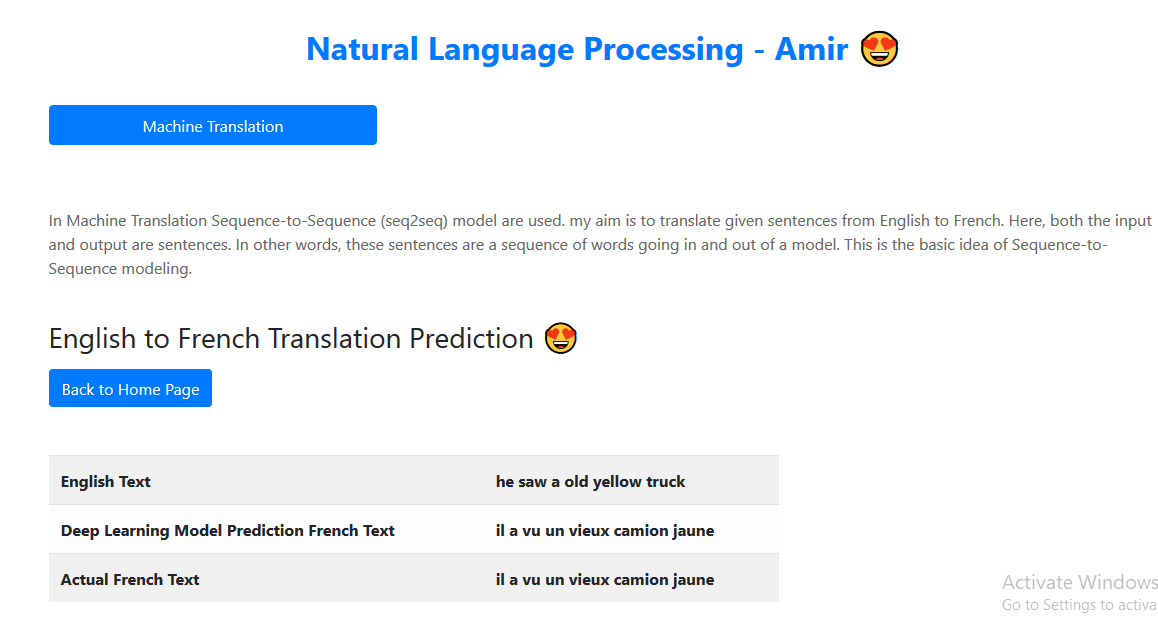 Natural Language Processing - Amir 😍
Machine Translation
In Machine Translation Sequence-to-Sequence (seq2seq) model are used. my aim is to translate given sentences from English to French. Here, both the input
and output are sentences. In other words, these sentences are a sequence of words going in and out of a model. This is the basic idea of Sequence-to-
Sequence modeling.
English to French Translation Prediction 😍
Back to Home Page
English Text he saw a old yellow truck
Deep Learning Model Prediction French Text il a vu un vieux camion jaune
Actual French Text il a vu un vieux camion jaune
Activate Windows
Go to Settings to activa